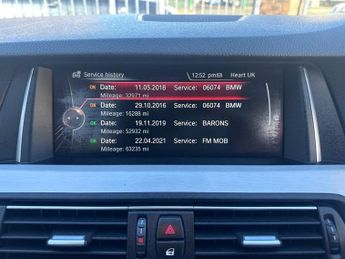 Service history 12:52 pm Heart UK
OK Date: 11.05.2018 Service: 06074 BMW
Mileage: 32971 mi
OK Date: 29.10.2016 Service: 06074 BMW
Mileage: 16288 mi
OK Date: 19.11.2019 Service: BARONS
Mileage: 52932 mi
OK Date: 22.04.2021 Service: FM MOB
Mileage: 63235 mi